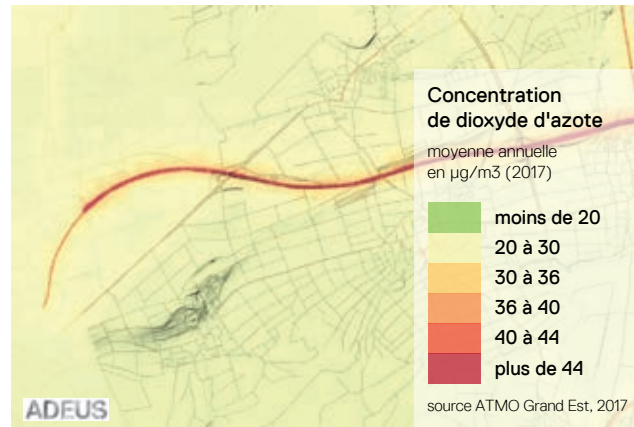 Concentration
de dioxyde d'azote
moyenne annuelle
en µg/m3 (2017)
moins de 20
20 à 30
30 à 36
36 à 40
40 à 44
plus de 44
source ATMO Grand Est, 2017
ADEUS